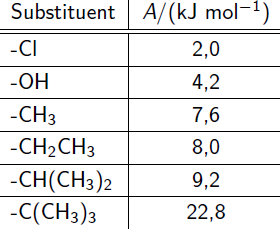 Substituent A/(kJ mol⁻¹)
-Cl 2,0
-OH 4,2
-CH₃ 7,6
-CH₂CH₃ 8,0
-CH(CH₃)₂ 9,2
-C(CH₃)₃ 22,8